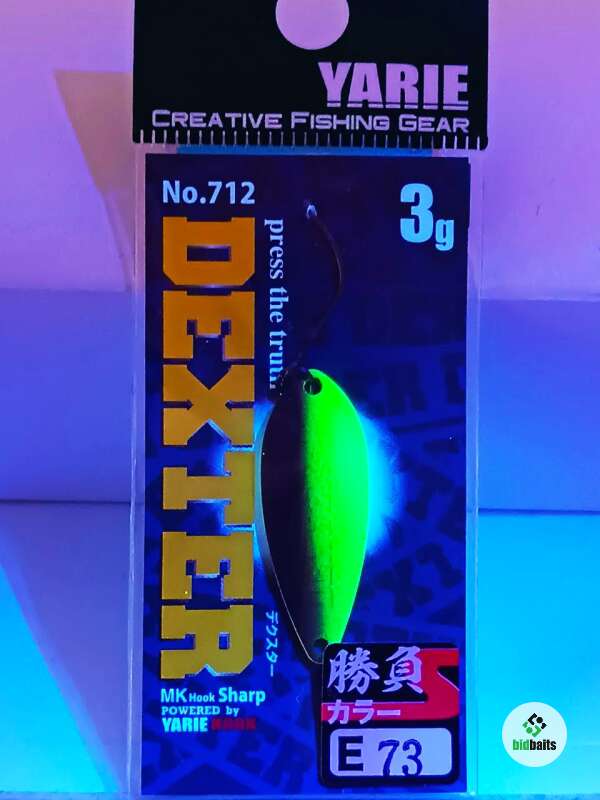 YARIE
CREATIVE FISHING GEAR
No.712
3g
DEXTER
press the truth
デクスター
MK Hook Sharp
POWERED by
YARIE HOOK
勝負S
カラー
E 73
bidbaits